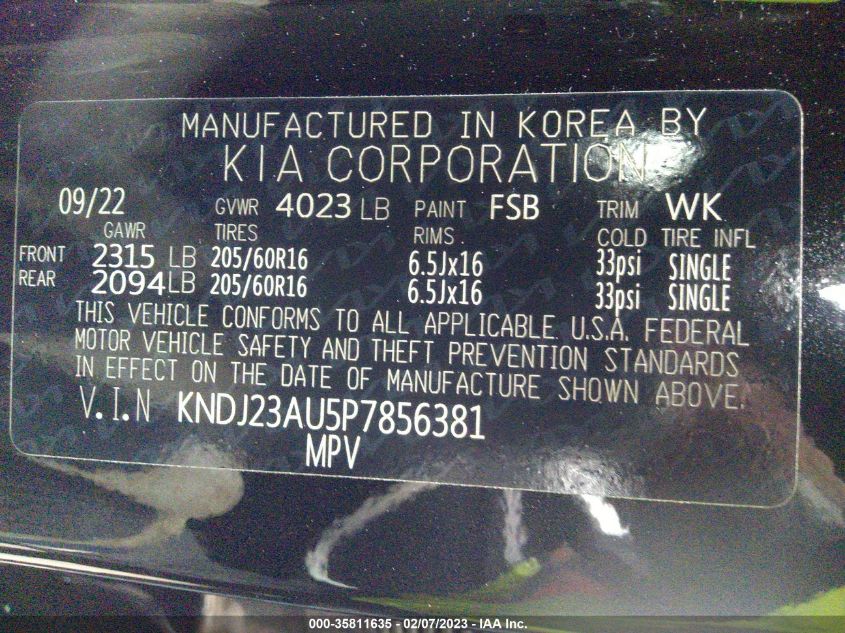 MANUFACTURED IN KOREA BY
KIA CORPORATION
09/22 GVWR 4023 LB PAINT FSB TRIM WK
GAWR TIRES RIMS COLD TIRE INFL
FRONT 2315 LB 205/60R16 6.5Jx16 33psi SINGLE
REAR 2094 LB 205/60R16 6.5Jx16 33psi SINGLE
THIS VEHICLE CONFORMS TO ALL APPLICABLE U.S.A. FEDERAL
MOTOR VEHICLE SAFETY AND THEFT PREVENTION STANDARDS
IN EFFECT ON THE DATE OF MANUFACTURE SHOWN ABOVE.
V.I.N KNDJ23AU5P7856381
MPV
000-35811635 - 02/07/2023 - IAA Inc.